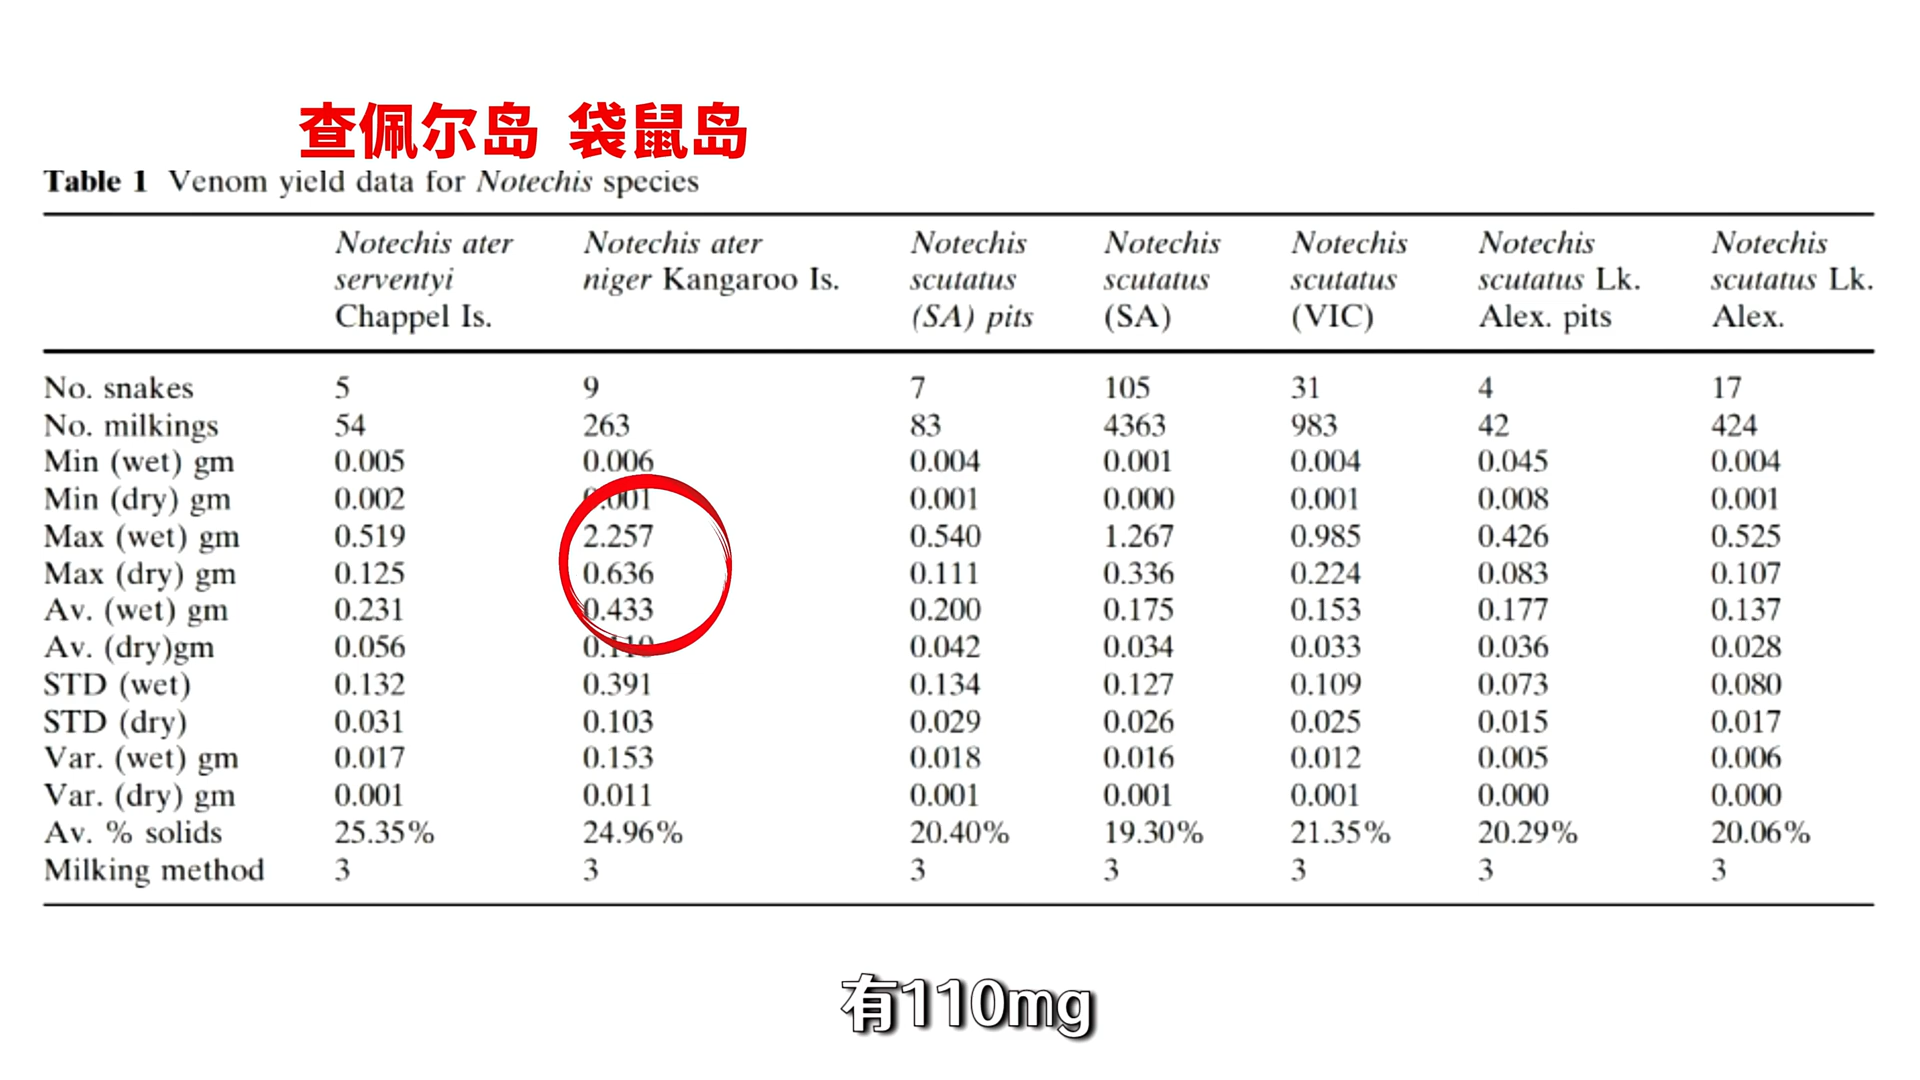 查佩尔岛 袋鼠岛
Table 1 Venom yield data for Notechis species
Notechis ater serventyi Chappel Is. Notechis ater niger Kangaroo Is. Notechis scutatus (SA) pits Notechis scutatus (SA) Notechis scutatus (VIC) Notechis scutatus Lk. Alex. pits Notechis scutatus Lk. Alex.
No. snakes 5 9 7 105 31 4 17
No. milkings 54 263 83 4363 983 42 424
Min (wet) gm 0.005 0.006 0.004 0.001 0.004 0.045 0.004
Min (dry) gm 0.002 0.001 0.001 0.000 0.001 0.008 0.001
Max (wet) gm 0.519 2.257 0.540 1.267 0.985 0.426 0.525
Max (dry) gm 0.125 0.636 0.111 0.336 0.224 0.083 0.107
Av. (wet) gm 0.231 0.433 0.200 0.175 0.153 0.177 0.137
Av. (dry)gm 0.056 0.110 0.042 0.034 0.033 0.036 0.028
STD (wet) 0.132 0.391 0.134 0.127 0.109 0.073 0.080
STD (dry) 0.031 0.103 0.029 0.026 0.025 0.015 0.017
Var. (wet) gm 0.017 0.153 0.018 0.016 0.012 0.005 0.006
Var. (dry) gm 0.001 0.011 0.001 0.001 0.001 0.000 0.000
Av. % solids 25.35% 24.96% 20.40% 19.30% 21.35% 20.29% 20.06%
Milking method 3 3 3 3 3 3 3
有110mg